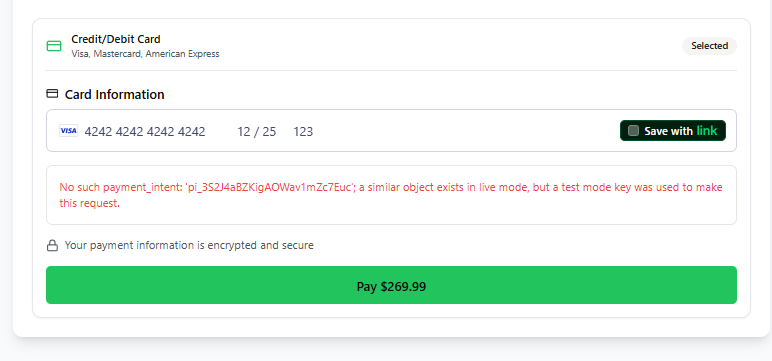 Credit/Debit Card
Visa, Mastercard, American Express
Selected
Card Information
VISA 4242 4242 4242 4242 12 / 25 123 Save with link
No such payment_intent: 'pi_3S2J4aBZKigAOWav1mZc7Euc'; a similar object exists in live mode, but a test mode key was used to make
this request.
Your payment information is encrypted and secure
Pay $269.99